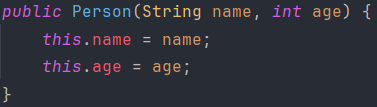 public Person(String name, int age) {
    this.name = name;
    this.age = age;
}